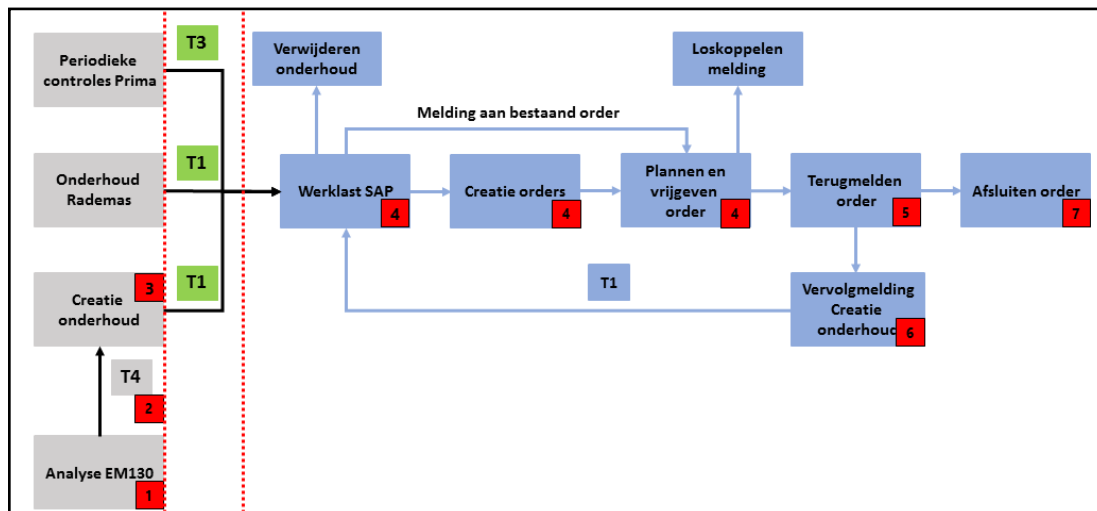 Periodieke
controles Prima
T3
Verwijderen
onderhoud
Loskoppelen
melding
Melding aan bestaand order
Onderhoud
Rademas
T1
Werklast SAP
4
Creatie orders
4
Plannen en
vrijgeven
order
4
Terugmelden
order
5
Afsluiten order
7
Creatie
onderhoud
3
T1
T1
Vervolgmelding
Creatie
onderhoud
6
T4
2
Analyse EM130
1